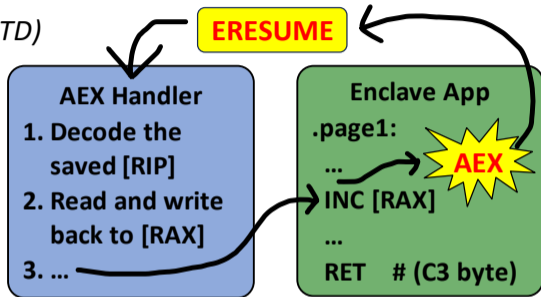 TD)
ERESUME
AEX Handler
1. Decode the
saved [RIP]
2. Read and write
back to [RAX]
3. ...
Enclave App
.page1:
...
AEX
INC [RAX]
...
RET # (C3 byte)